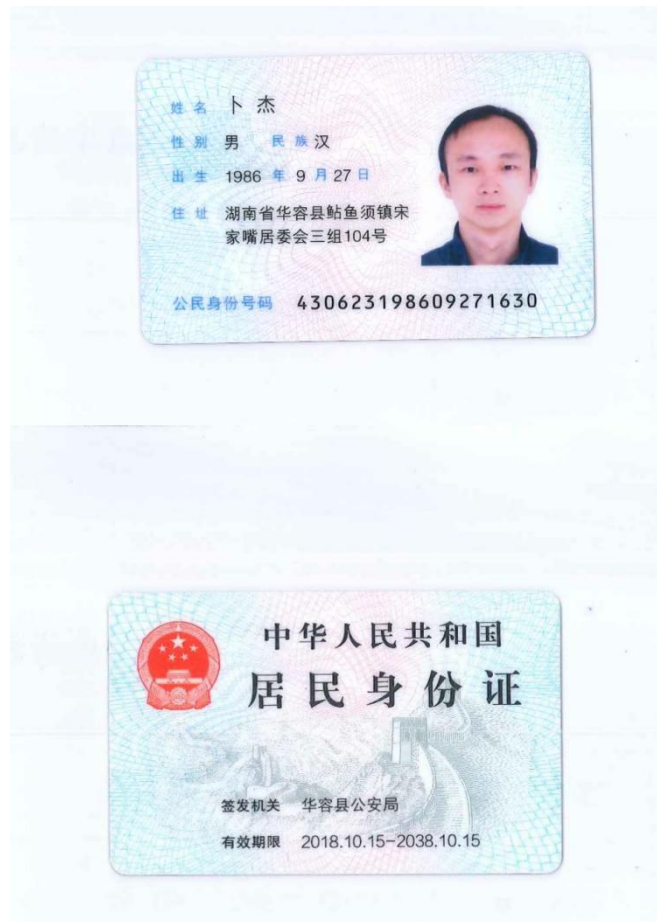 姓名 卜杰
性别 男 民族 汉
出生 1986 年 9 月 27 日
住址 湖南省华容县鲇鱼须镇宋
家嘴居委会三组104号
公民身份号码 430623198609271630
中华人民共和国
居民身份证
签发机关 华容县公安局
有效期限 2018.10.15-2038.10.15